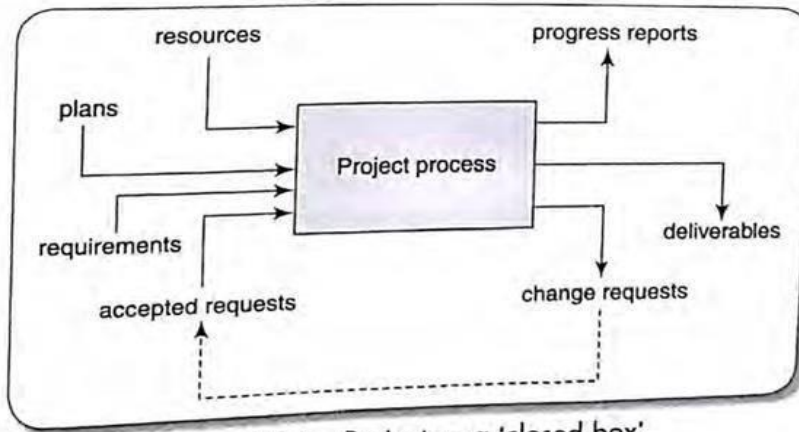 resources
progress reports
plans
Project process
requirements
deliverables
accepted requests
change requests
'closed box'